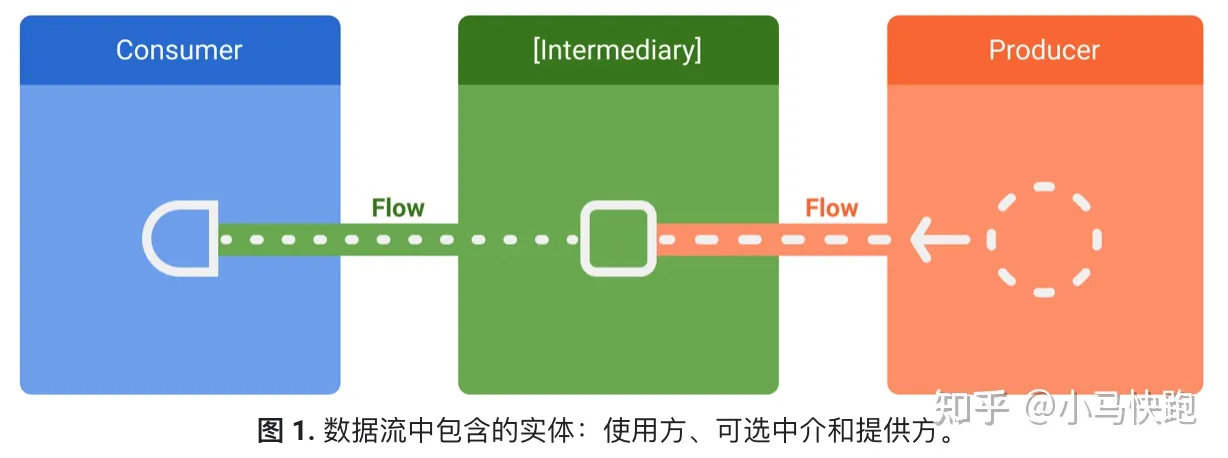 Consumer
[Intermediary]
Producer
Flow
Flow
知乎 @小马快跑
图 1. 数据流中包含的实体：使用方、可选中介和提供方。